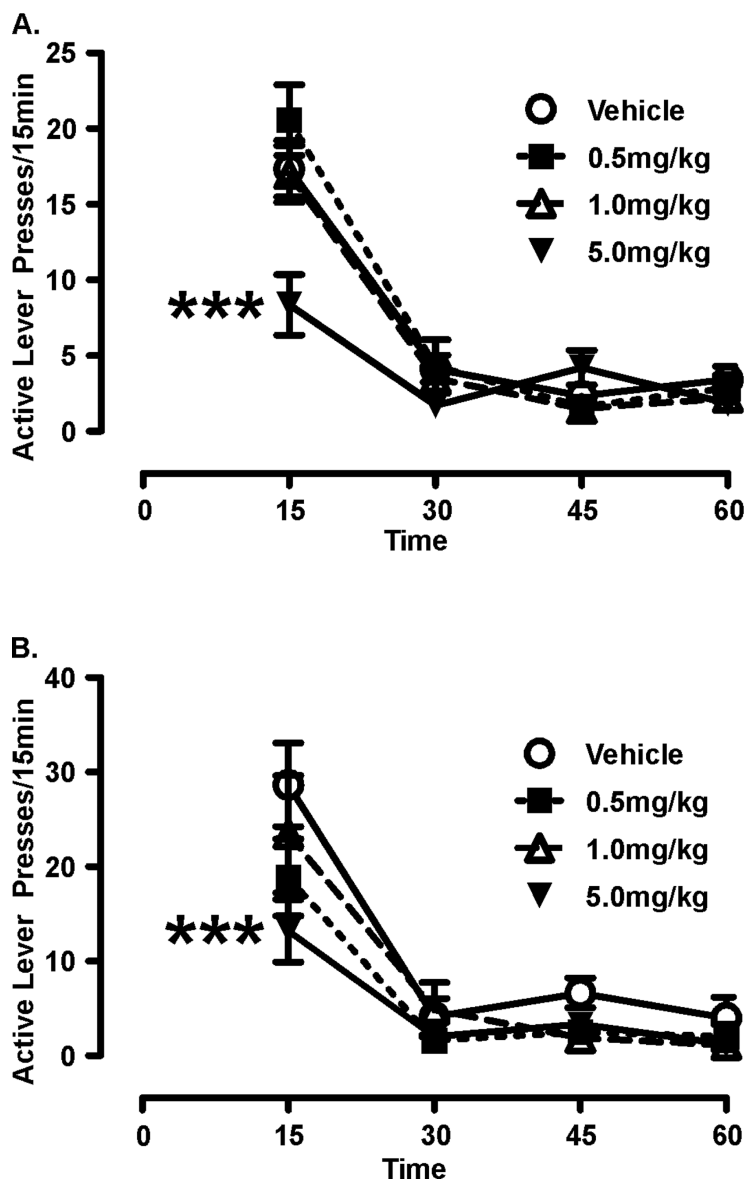 A.
25
20
15
10
5
0
Active Lever Presses/15min
Vehicle
0.5mg/kg
1.0mg/kg
5.0mg/kg
***
0 15 30 45 60
Time
B.
40
30
20
10
0
Active Lever Presses/15min
Vehicle
0.5mg/kg
1.0mg/kg
5.0mg/kg
***
0 15 30 45 60
Time